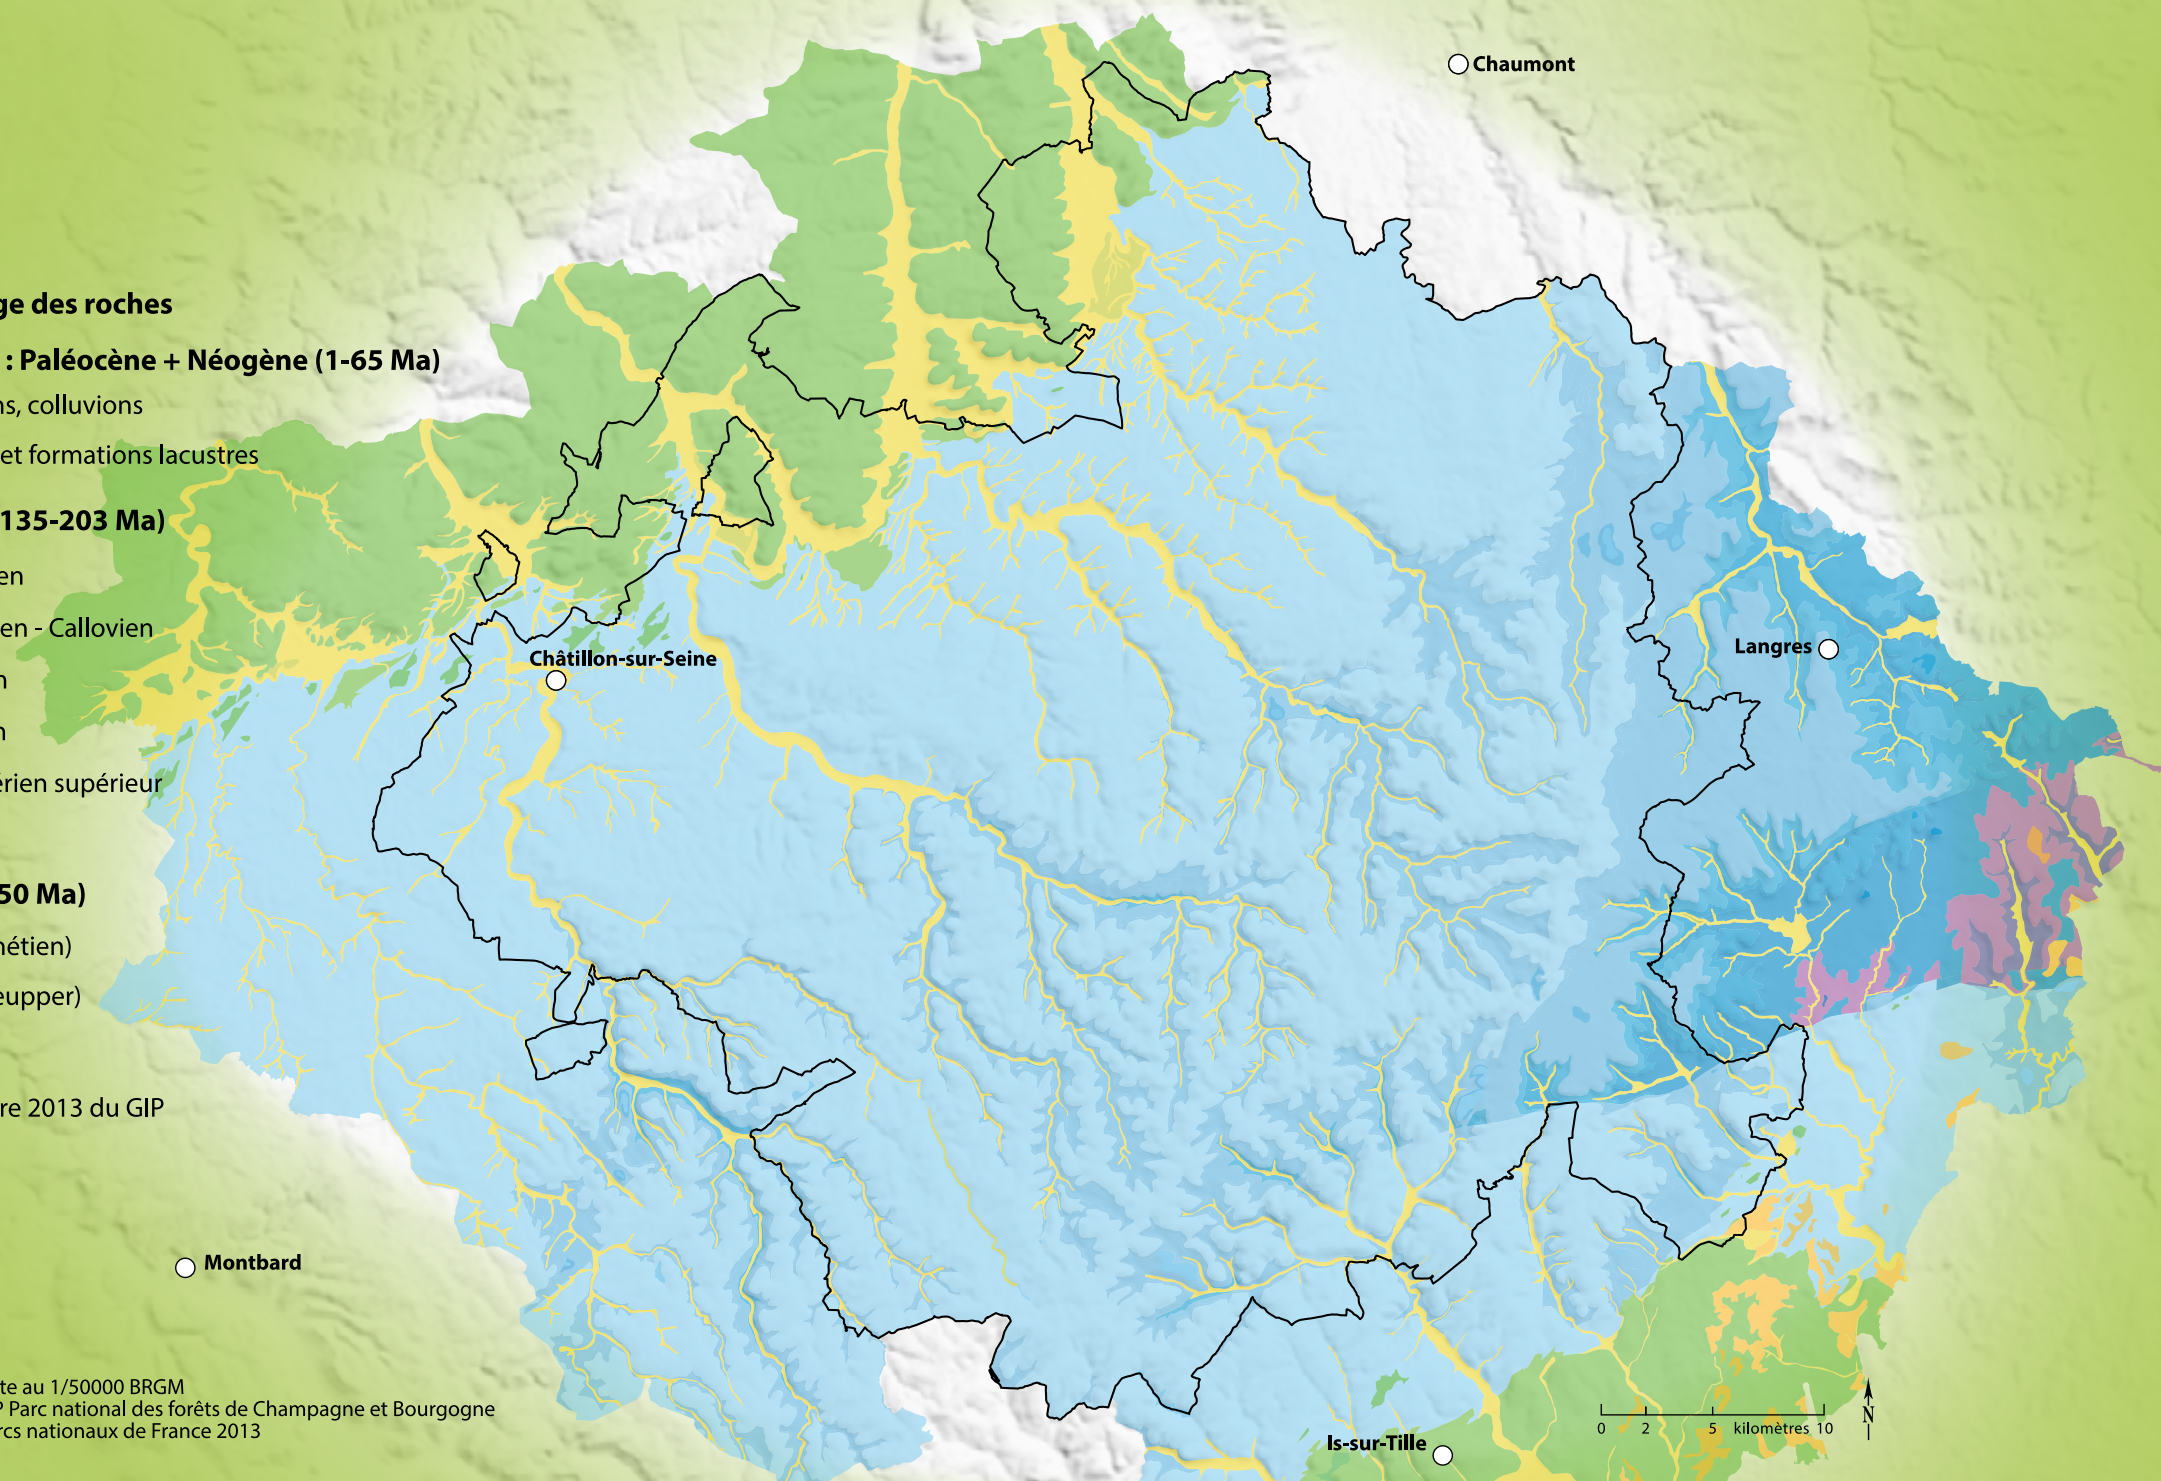 Chaumont
ge des roches
: Paléocène + Néogène (1-65 Ma)
ns, colluvions
et formations lacustres
135-203 Ma)
en
en - Callovien
n
n
érien supérieur
50 Ma)
hétien)
eupper)
re 2013 du GIP
Châtillon-sur-Seine
Langres
Montbard
Is-sur-Tille
0 2 5 kilomètres 10
N
te au 1/50000 BRGM
P Parc national des forêts de Champagne et Bourgogne
rcs nationaux de France 2013